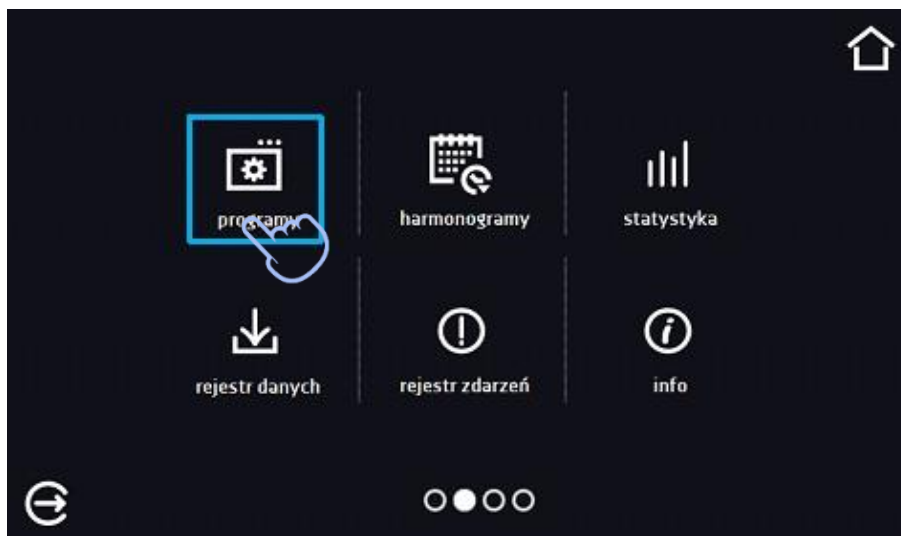 programy
harmonogramy
statystyka
rejestr danych
rejestr zdarzeń
info